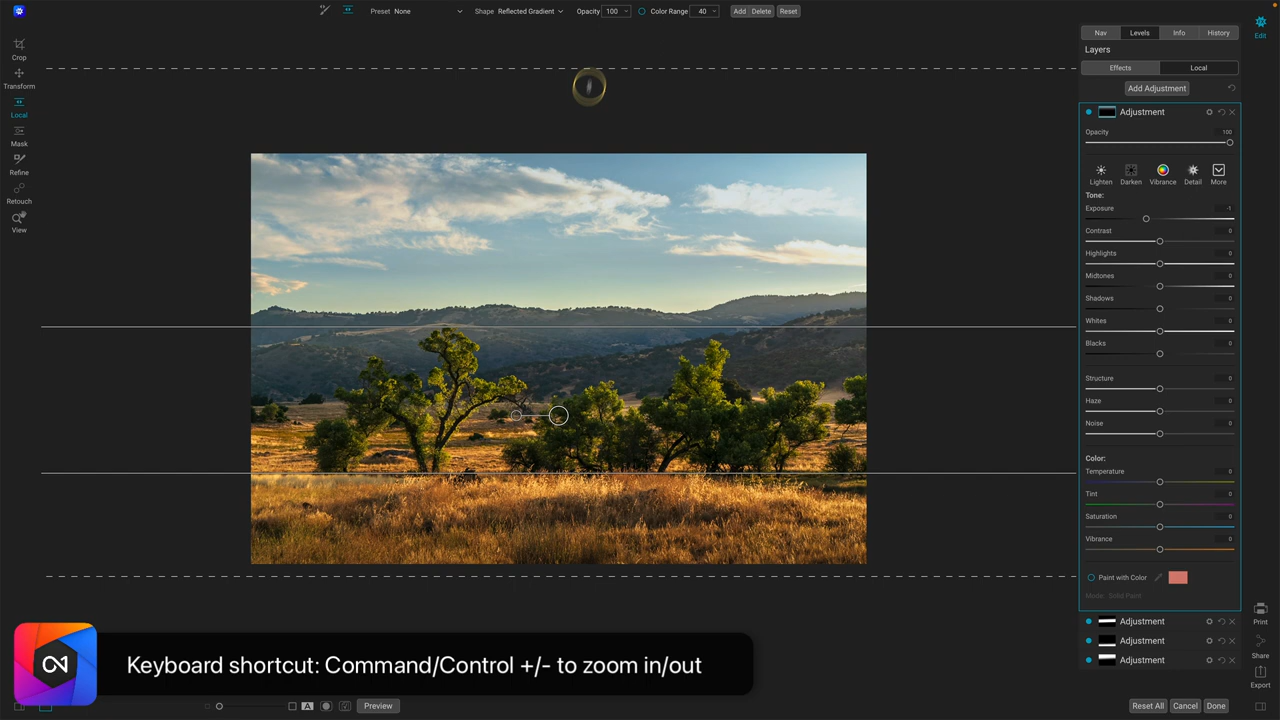 Preset None Shape Reflected Gradient Opacity 100 Color Range 40 Add Delete Reset
Edit
Nav Levels Info History
Layers
Effects Local
Add Adjustment
Adjustment
Opacity 100
Lighten Darken Vibrance Detail More
Tone:
Exposure -1
Contrast 0
Highlights 0
Midtones 0
Shadows 0
Whites 0
Blacks 0
Structure 0
Haze 0
Noise 0
Color:
Temperature 0
Tint 0
Saturation 0
Vibrance 0
Paint with Color
Mode: Solid Paint
Adjustment
Adjustment
Adjustment
Crop
Transform
Local
Mask
Refine
Retouch
View
Print
Share
Export
Keyboard shortcut: Command/Control +/- to zoom in/out
A
Preview
Reset All Cancel Done